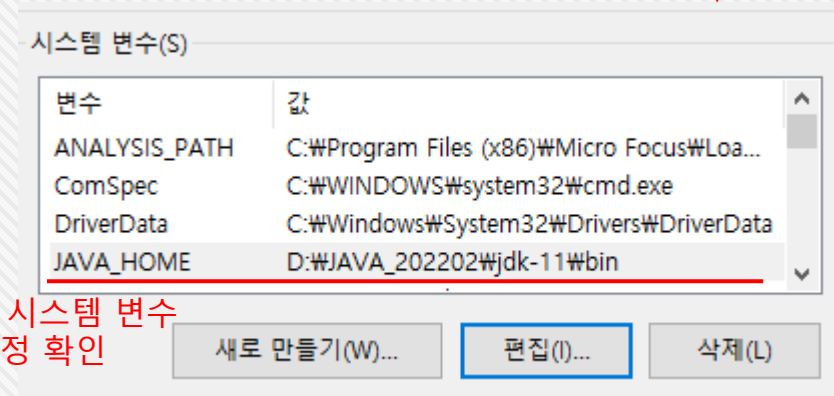 시스템 변수(S)
변수 값
ANALYSIS_PATH C:₩Program Files (x86)₩Micro Focus₩Loa...
ComSpec C:₩WINDOWS₩system32₩cmd.exe
DriverData C:₩Windows₩System32₩Drivers₩DriverData
JAVA_HOME D:₩JAVA_202202₩jdk-11₩bin
시스템 변수
정 확인
새로 만들기(W)... 편집(I)... 삭제(L)